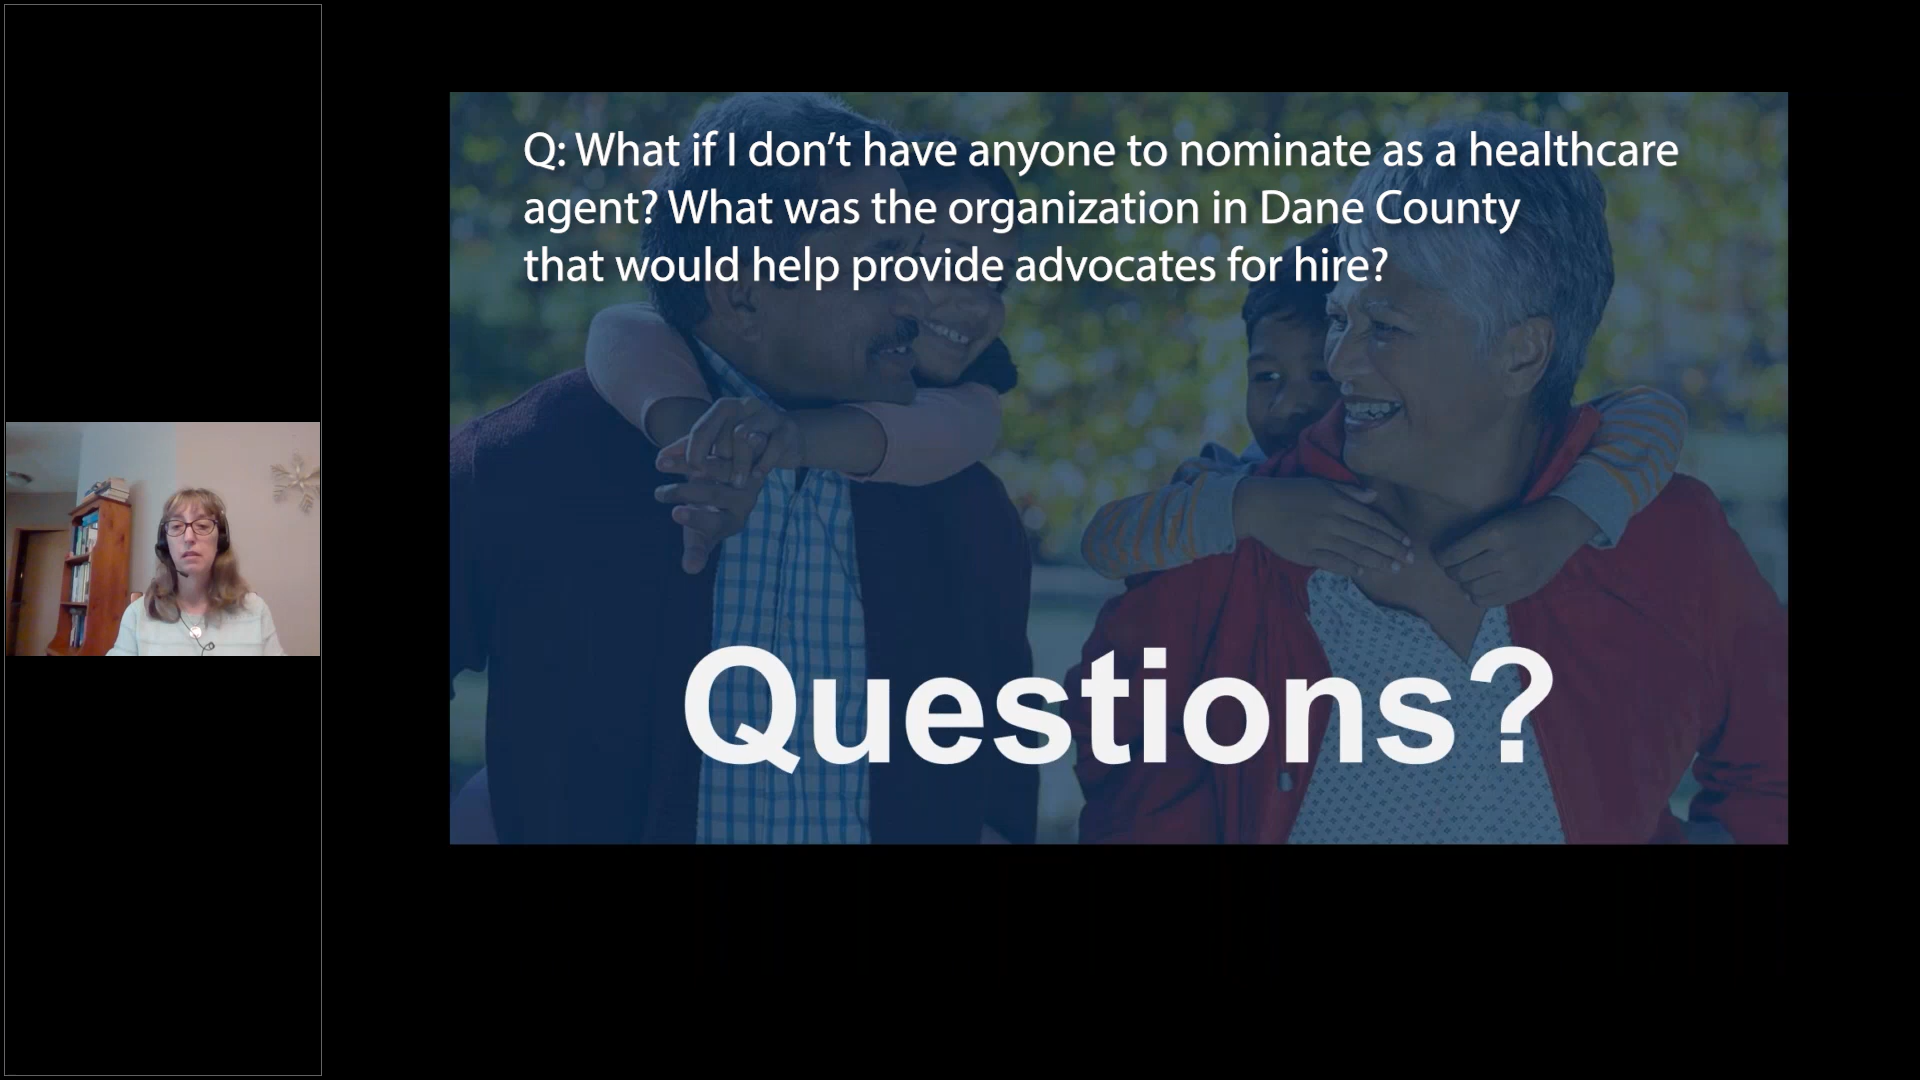 Q: What if I don’t have anyone to nominate as a healthcare
agent? What was the organization in Dane County
that would help provide advocates for hire?
Questions?